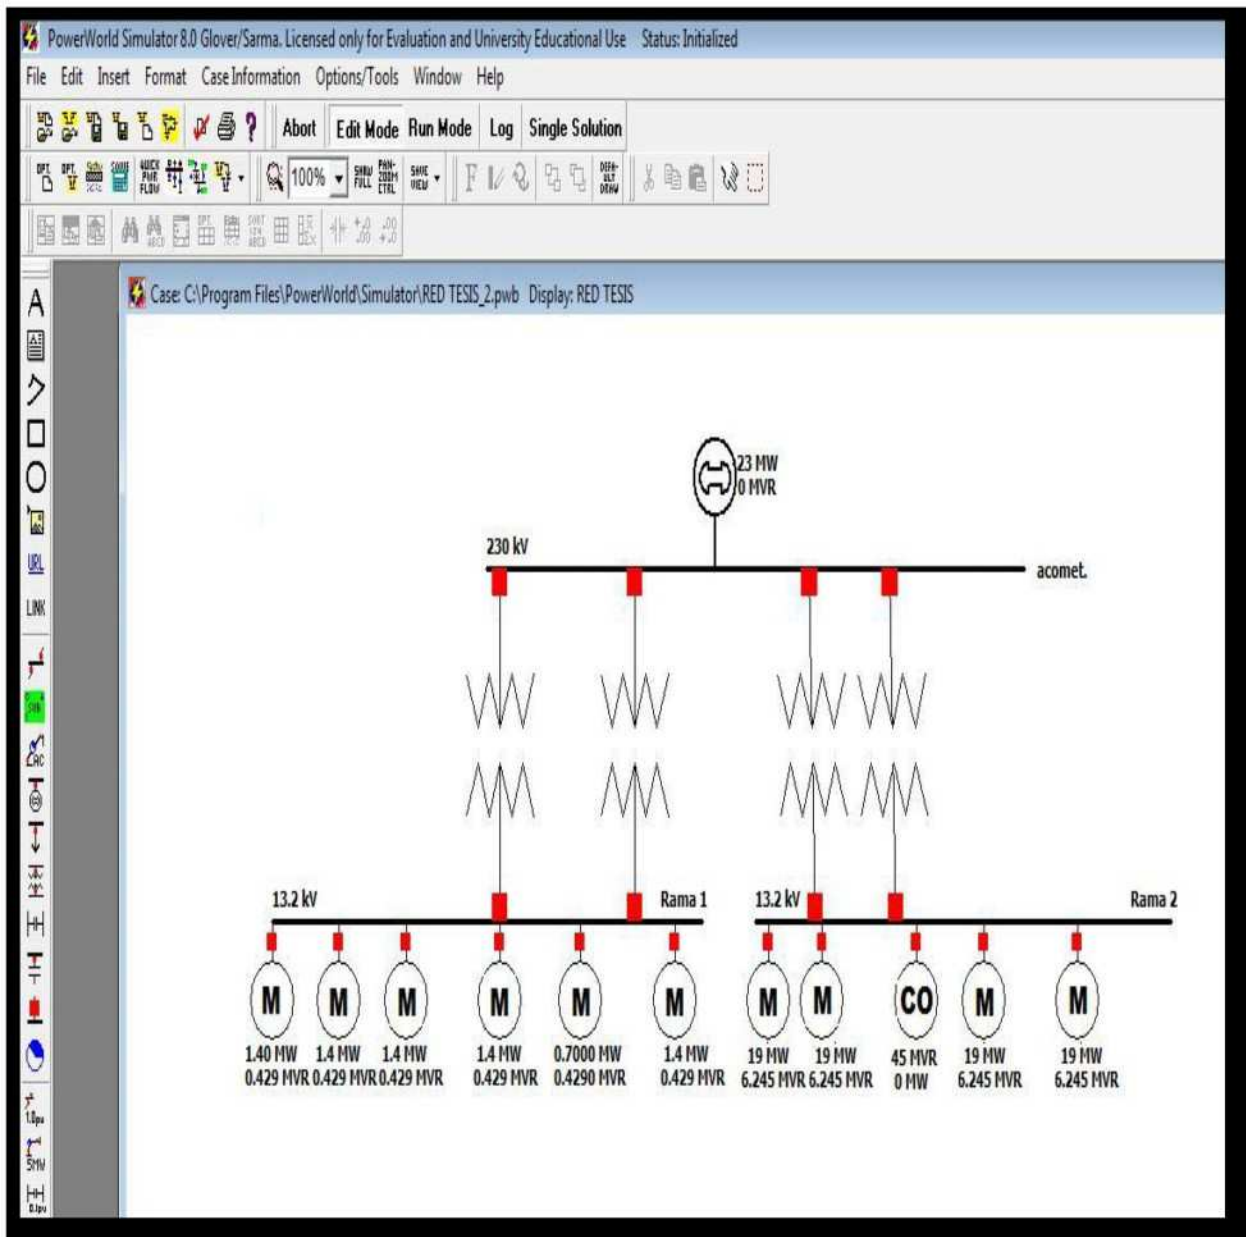 PowerWorld Simulator 8.0 Glover/Sarma. Licensed only for Evaluation and University Educational Use Status: Initialized
File Edit Insert Format Case Information Options/Tools Window Help
Abort Edit Mode Run Mode Log Single Solution
100%
Case: C:\Program Files\PowerWorld\Simulator\RED TESIS_2.pwb Display: RED TESIS
A
URL
LINK
23 MW
0 MVR
230 kV
acomet.
13.2 kV Rama 1 13.2 kV Rama 2
M M M M M M M M CO M M
1.40 MW 1.4 MW 1.4 MW 1.4 MW 0.7000 MW 1.4 MW 19 MW 19 MW 45 MVR 19 MW 19 MW
0.429 MVR 0.429 MVR 0.429 MVR 0.429 MVR 0.4290 MVR 0.429 MVR 6.245 MVR 6.245 MVR 0 MW 6.245 MVR 6.245 MVR